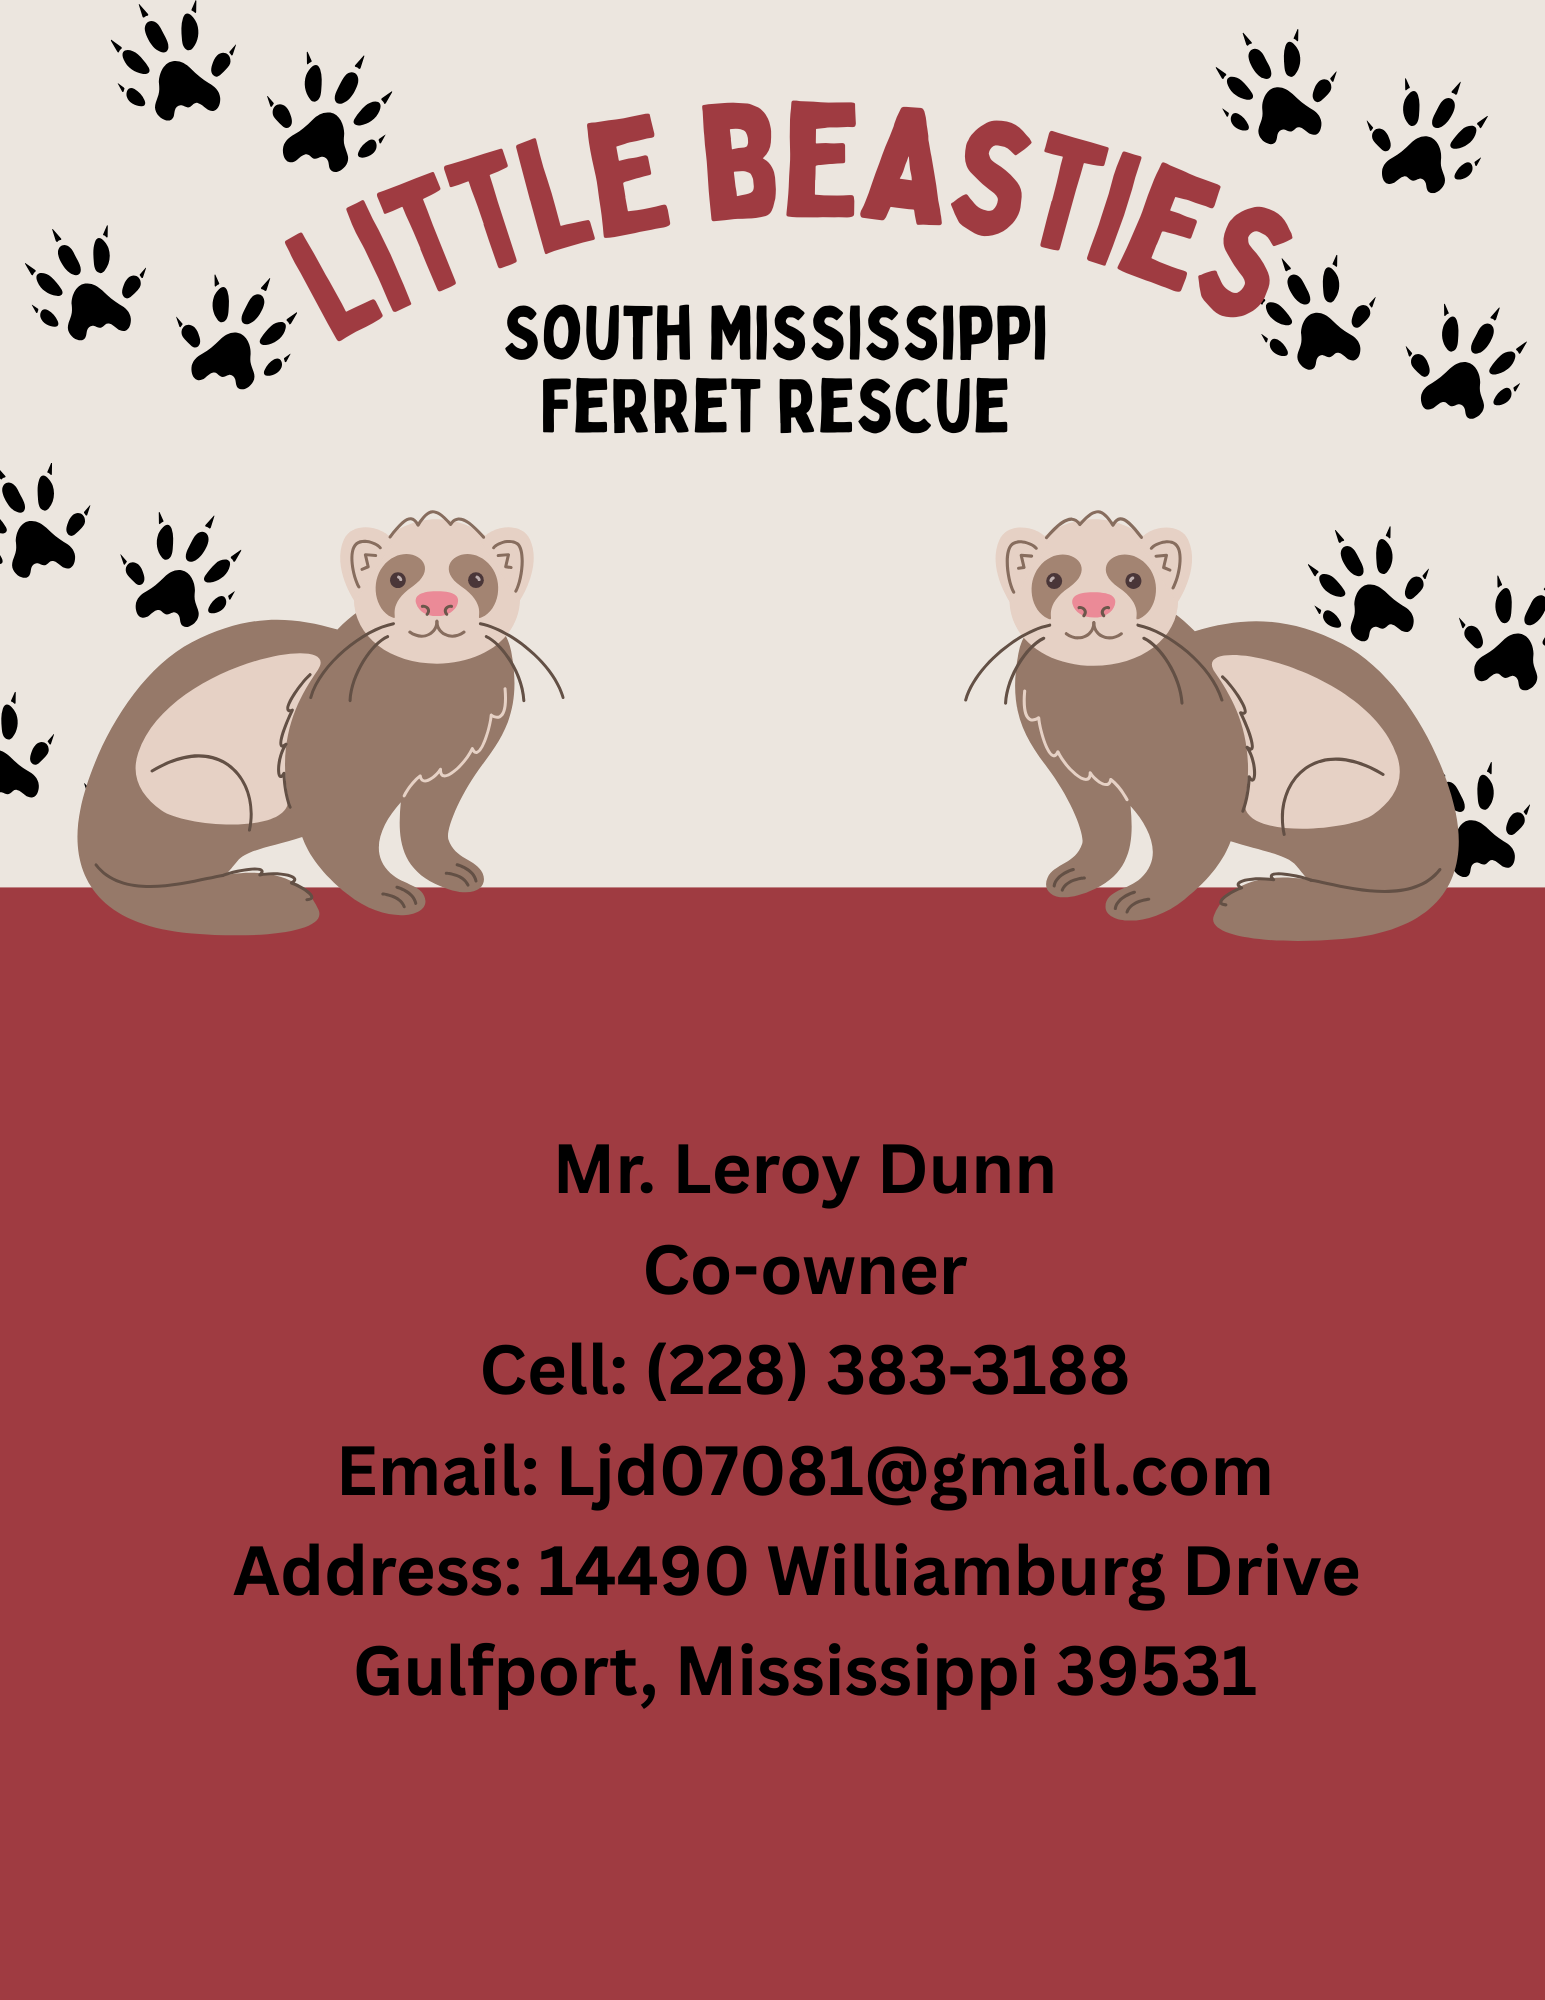 LITTLE BEASTIES
SOUTH MISSISSIPPI
FERRET RESCUE
Mr. Leroy Dunn
Co-owner
Cell: (228) 383-3188
Email: Ljd07081@gmail.com
Address: 14490 Williamburg Drive
Gulfport, Mississippi 39531